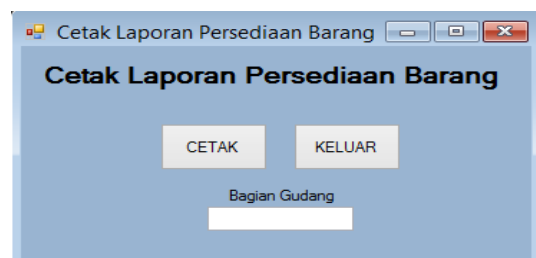 Cetak Laporan Persediaan Barang
Cetak Laporan Persediaan Barang
CETAK KELUAR
Bagian Gudang